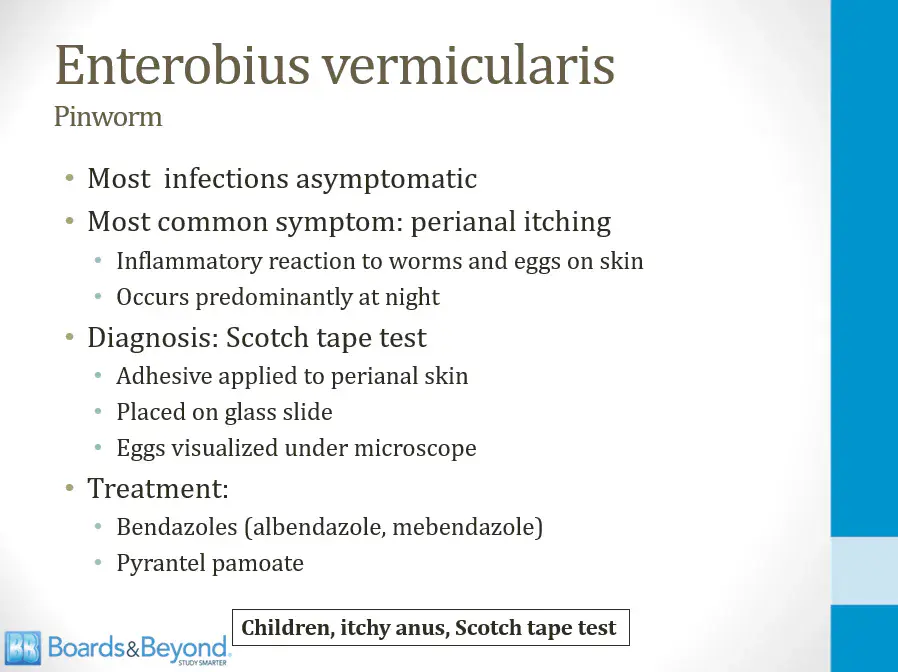 Enterobius vermicularis
Pinworm
• Most infections asymptomatic
• Most common symptom: perianal itching
• Inflammatory reaction to worms and eggs on skin
• Occurs predominantly at night
• Diagnosis: Scotch tape test
• Adhesive applied to perianal skin
• Placed on glass slide
• Eggs visualized under microscope
• Treatment:
• Bendazoles (albendazole, mebendazole)
• Pyrantel pamoate
Children, itchy anus, Scotch tape test
BB Boards&Beyond
STUDY SMARTER